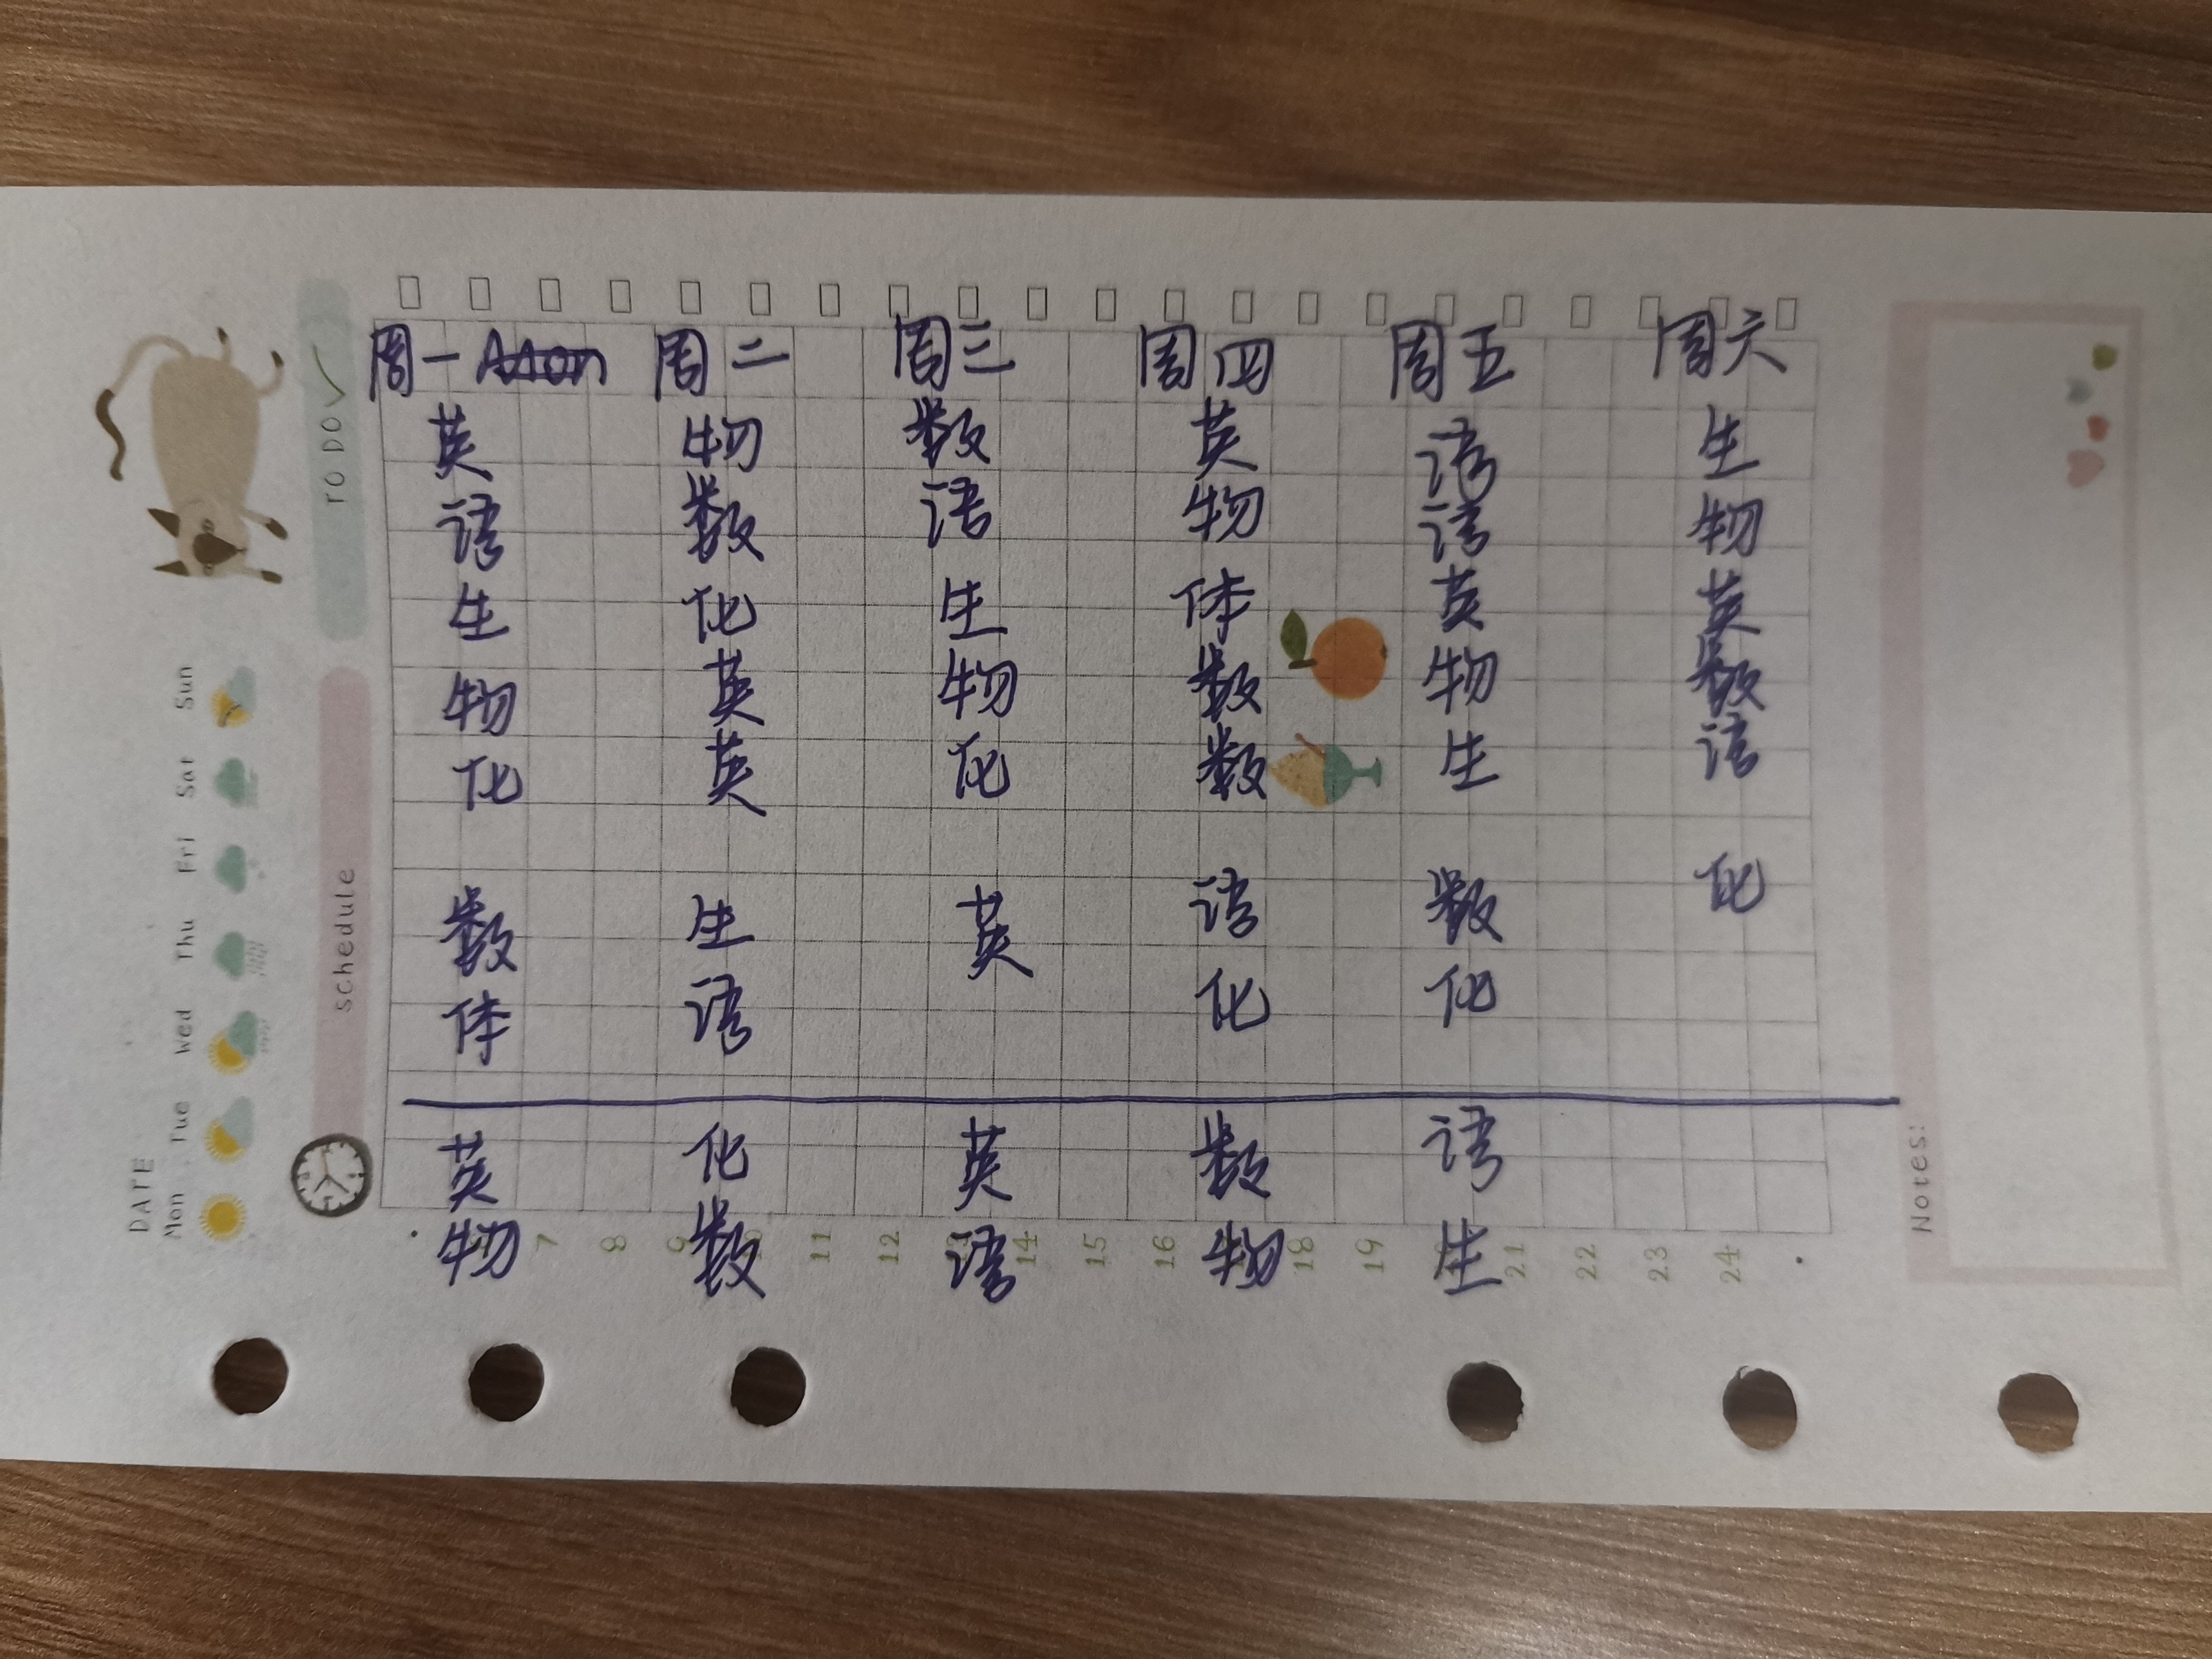 周一 周二 周三 周四 周五 周六
英 物 数 英 语 生
语 数 语 物 语 物
生 化 生 体 英 英
物 英 物 数 物 数
化 英 化 数 生 语
数 生 英 语 数 化
体 语 化 化
英 化 英 数 语
物 数 语 物 生
TO DO
schedule
DATE
Mon Tue Wed Thu Fri Sat Sun
7 8 9 10 11 12 13 14 15 16 18 19 21 22 23 24
Notes: